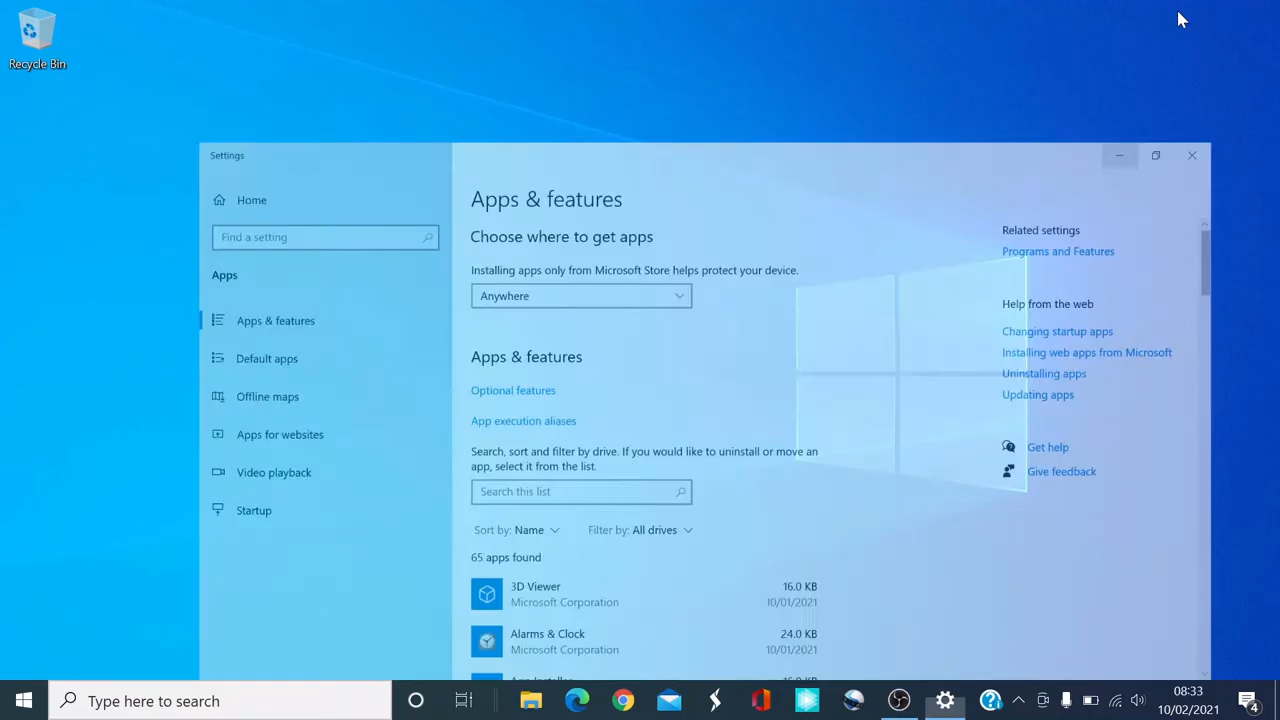 Recycle Bin
Settings
Home
Find a setting
Apps
Apps & features
Default apps
Offline maps
Apps for websites
Video playback
Startup
Apps & features
Choose where to get apps
Installing apps only from Microsoft Store helps protect your device.
Anywhere
Apps & features
Optional features
App execution aliases
Search, sort and filter by drive. If you would like to uninstall or move an
app, select it from the list.
Search this list
Sort by: Name
Filter by: All drives
65 apps found
3D Viewer
16.0 KB
Microsoft Corporation
10/01/2021
Alarms & Clock
24.0 KB
Microsoft Corporation
10/01/2021
Related settings
Programs and Features
Help from the web
Changing startup apps
Installing web apps from Microsoft
Uninstalling apps
Updating apps
Get help
Give feedback
Type here to search
08:33
10/02/2021
4